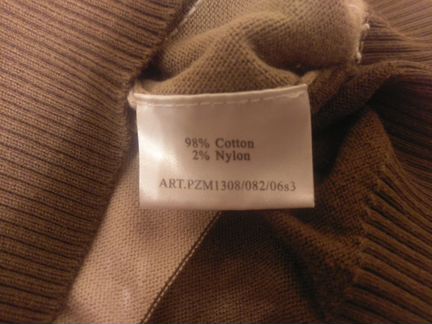 98% Cotton
2% Nylon
ART.PZM1308/082/06s3